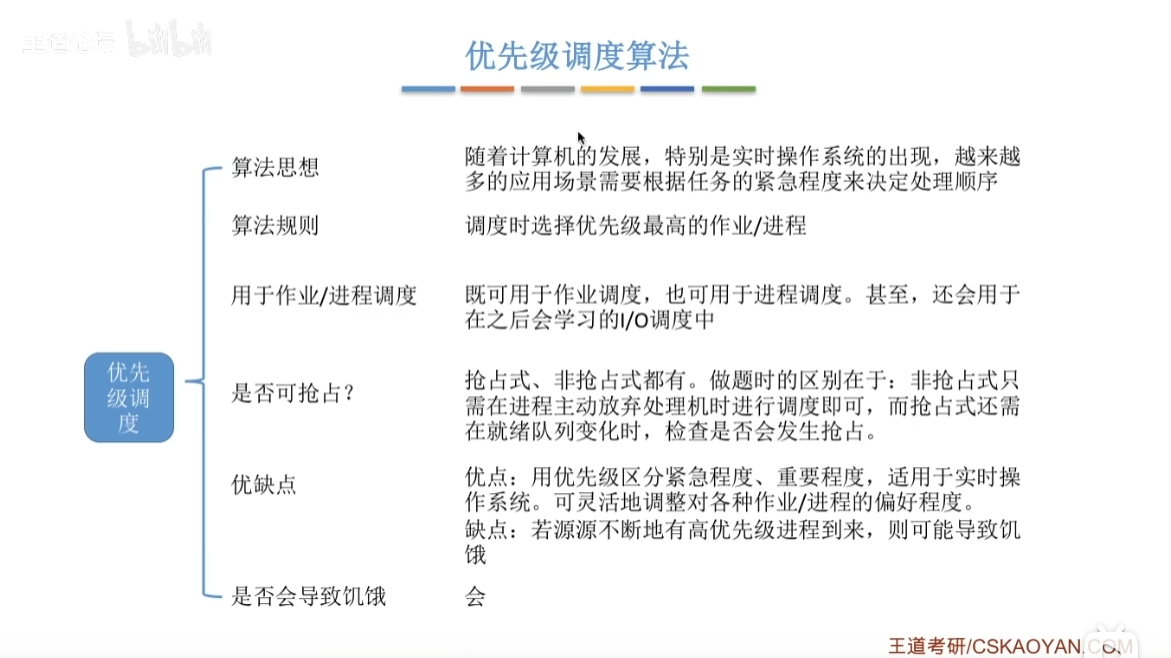 王道论坛 bilibili
优先级调度算法
算法思想
随着计算机的发展，特别是实时操作系统的出现，越来越
多的应用场景需要根据任务的紧急程度来决定处理顺序
算法规则
调度时选择优先级最高的作业/进程
用于作业/进程调度
既可用于作业调度，也可用于进程调度。甚至，还会用于
在之后会学习的I/O调度中
优先
级调
度
是否可抢占？
抢占式、非抢占式都有。做题时的区别在于：非抢占式只
需在进程主动放弃处理机时进行调度即可，而抢占式还需
在就绪队列变化时，检查是否会发生抢占。
优缺点
优点：用优先级区分紧急程度、重要程度，适用于实时操
作系统。可灵活地调整对各种作业/进程的偏好程度。
缺点：若源源不断地有高优先级进程到来，则可能导致饥
饿
是否会导致饥饿
会
王道考研/CSKAOYAN.COM